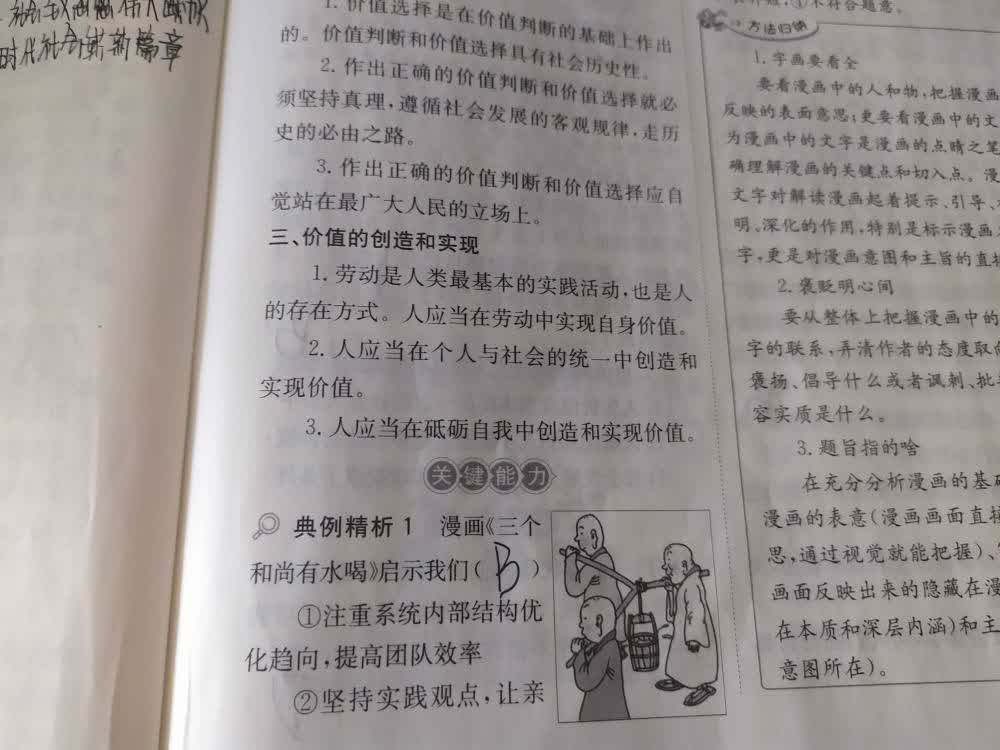 时代社会新篇章
1. 价值选择是在价值判断的基础上作出
的。价值判断和价值选择具有社会历史性。
2. 作出正确的价值判断和价值选择就必
须坚持真理,遵循社会发展的客观规律,走历
史的必由之路。
3. 作出正确的价值判断和价值选择应自
觉站在最广大人民的立场上。
三、价值的创造和实现
1. 劳动是人类最基本的实践活动,也是人
的存在方式。人应当在劳动中实现自身价值。
2. 人应当在个人与社会的统一中创造和
实现价值。
3. 人应当在砥砺自我中创造和实现价值。
关键能力
典例精析 1 漫画《三个
和尚有水喝》启示我们( B )
①注重系统内部结构优
化趋向,提高团队效率
②坚持实践观点,让亲
①不符合题意。
方法归纳
1. 字画要看全
要看漫画中的人和物,把握漫画
反映的表面意思;更要看漫画中的文
为漫画中的文字是漫画的点睛之笔
确理解漫画的关键点和切入点。漫
文字对解读漫画起着提示、引导、
明、深化的作用,特别是标示漫画
字,更是对漫画意图和主旨的直接
2. 褒贬明心间
要从整体上把握漫画中的
字的联系,弄清作者的态度取向
褒扬、倡导什么或者讽刺、批
容实质是什么。
3. 题旨指的啥
在充分分析漫画的基础
漫画的表意(漫画画面直接
思,通过视觉就能把握)、
画面反映出来的隐藏在漫
在本质和深层内涵)和主
意图所在)。